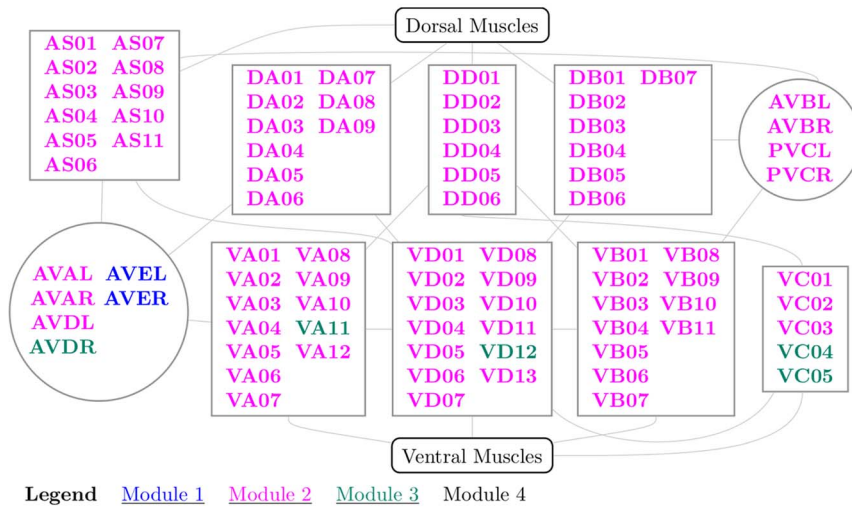 Dorsal Muscles
AS01 AS07
AS02 AS08
AS03 AS09
AS04 AS10
AS05 AS11
AS06
DA01 DA07
DA02 DA08
DA03 DA09
DA04
DA05
DA06
DD01
DD02
DD03
DD04
DD05
DD06
DB01 DB07
DB02
DB03
DB04
DB05
DB06
AVBL
AVBR
PVCL
PVCR
AVAL AVEL
AVAR AVER
AVDL
AVDR
VA01 VA08
VA02 VA09
VA03 VA10
VA04 VA11
VA05 VA12
VA06
VA07
VD01 VD08
VD02 VD09
VD03 VD10
VD04 VD11
VD05 VD12
VD06 VD13
VD07
VB01 VB08
VB02 VB09
VB03 VB10
VB04 VB11
VB05
VB06
VB07
VC01
VC02
VC03
VC04
VC05
Ventral Muscles
Legend Module 1 Module 2 Module 3 Module 4